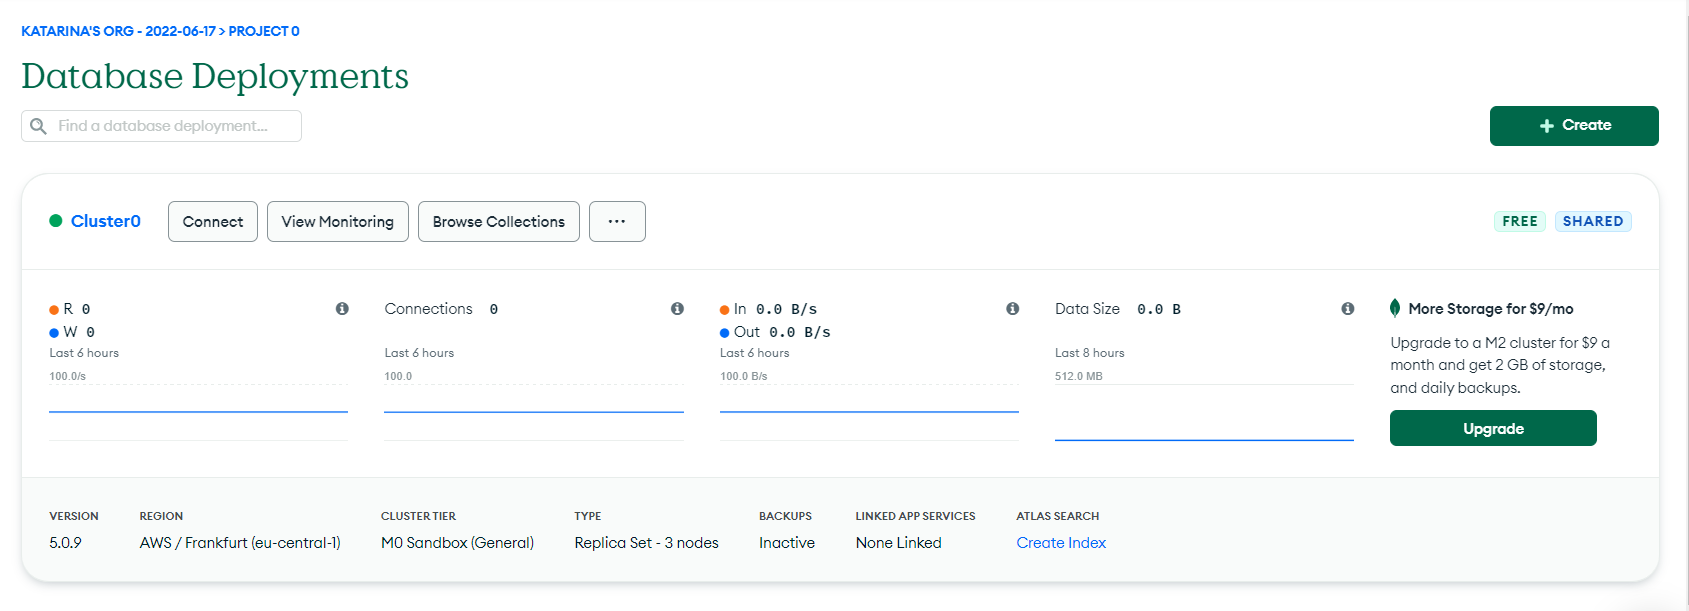 KATARINA'S ORG - 2022-06-17 > PROJECT 0
Database Deployments
Find a database deployment...
+ Create
Cluster0
Connect
View Monitoring
Browse Collections
...
FREE
SHARED
R 0
W 0
Last 6 hours
100.0/s
Connections 0
Last 6 hours
100.0
In 0.0 B/s
Out 0.0 B/s
Last 6 hours
100.0 B/s
Data Size 0.0 B
Last 8 hours
512.0 MB
More Storage for $9/mo
Upgrade to a M2 cluster for $9 a
month and get 2 GB of storage,
and daily backups.
Upgrade
VERSION
5.0.9
REGION
AWS / Frankfurt (eu-central-1)
CLUSTER TIER
M0 Sandbox (General)
TYPE
Replica Set - 3 nodes
BACKUPS
Inactive
LINKED APP SERVICES
None Linked
ATLAS SEARCH
Create Index